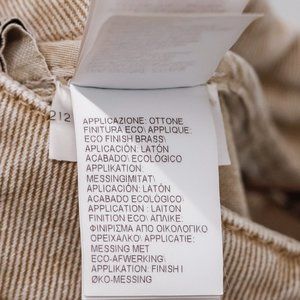 212
APPLICAZIONE: OTTONE
FINITURA ECO\ APPLIQUE:
ECO FINISH BRASS\
APLICACIÓN: LATÓN
ACABADO\ ECOLÓGICO
APPLIKATION:
MESSINGIMITAT\
APLICACIÓN: LATÓN
ACABADO ECOLÓGICO\
APPLICATION : LAITON
FINITION ECO\ ΑΠΛΙΚΕ:
ΦΙΝΙΡΙΣΜΑ ΑΠΟ ΟΙΚΟΛΟΓΙΚΟ
ΟΡΕΙΧΑΛΚΟ\ APPLICATIE:
MESSING MET
ECO-AFWERKING\
APPLIKATION: FINISH I
ØKO-MESSING